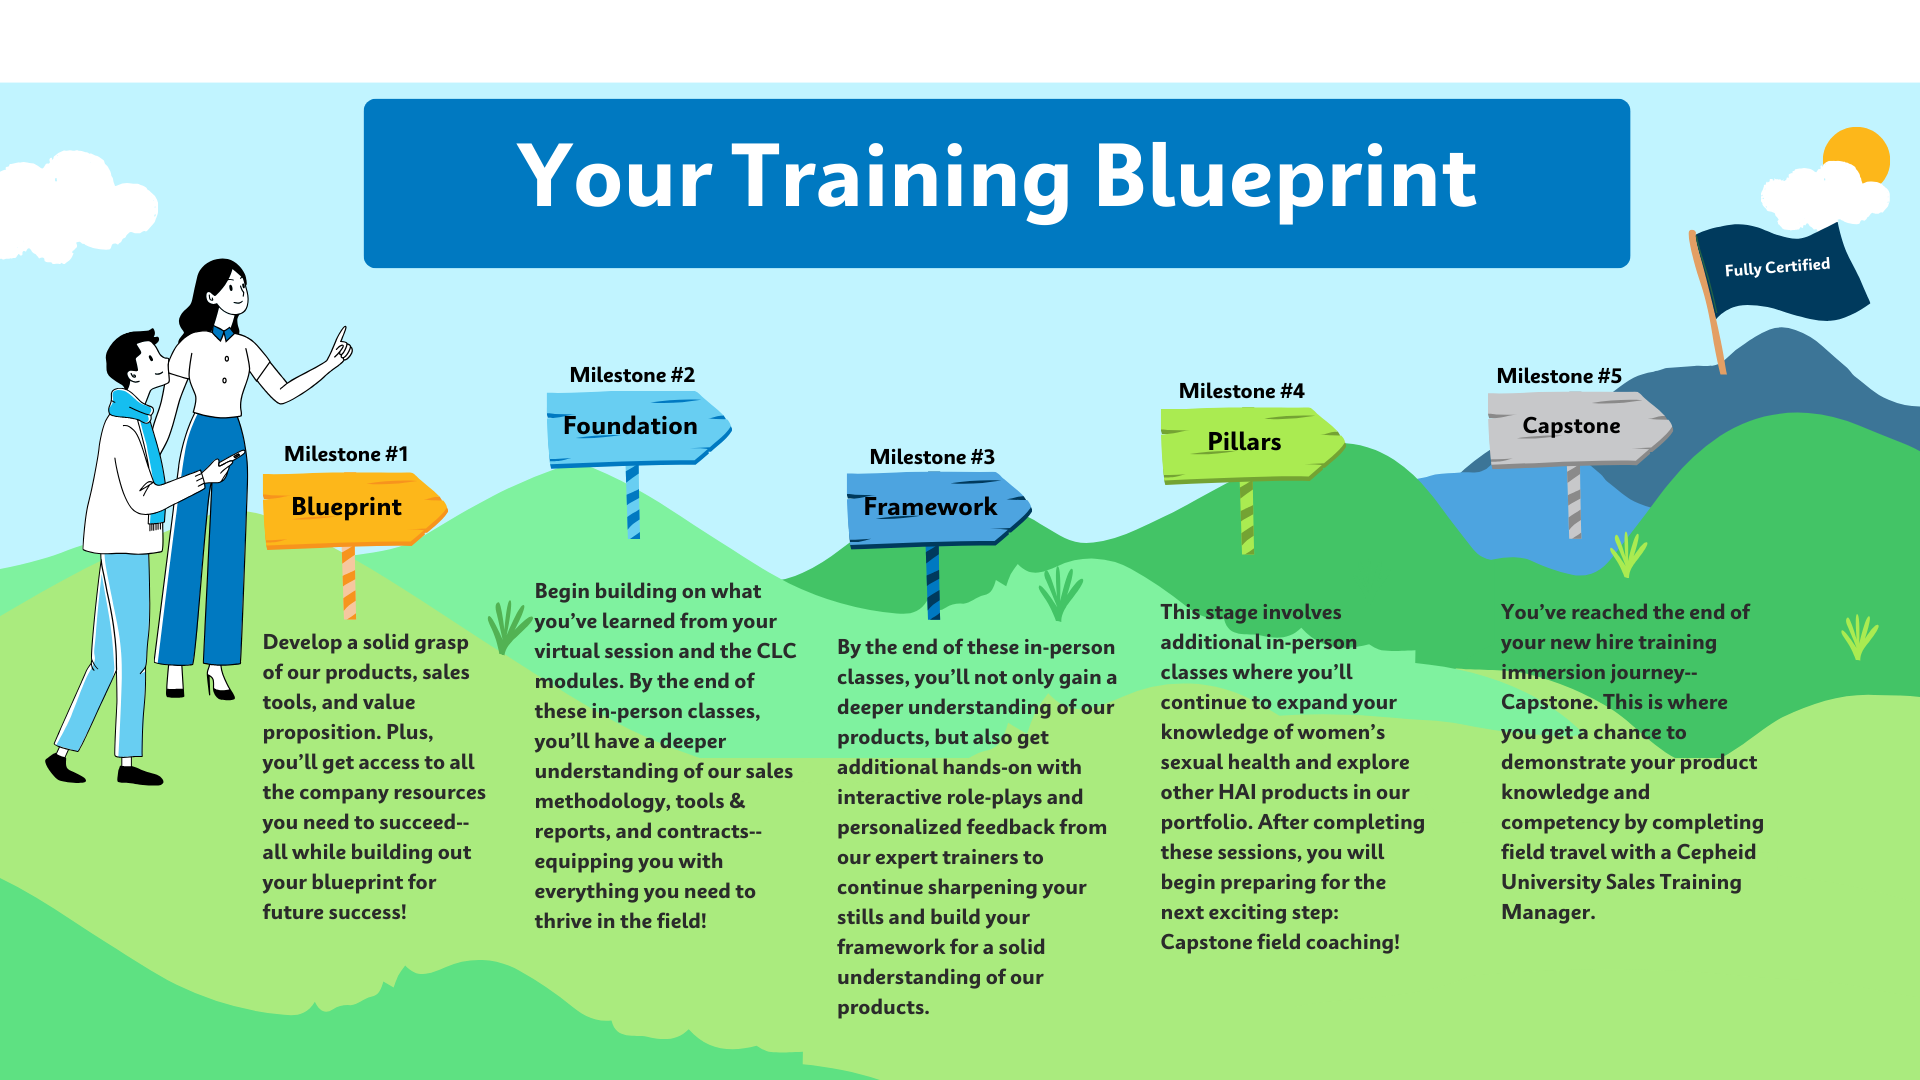 Your Training Blueprint
Fully Certified
Milestone #1
Blueprint
Develop a solid grasp
of our products, sales
tools, and value
proposition. Plus,
you'll get access to all
the company resources
you need to succeed--
all while building out
your blueprint for
future success!
Milestone #2
Foundation
Begin building on what
you've learned from your
virtual session and the CLC
modules. By the end of
these in-person classes,
you'll have a deeper
understanding of our sales
methodology, tools &
reports, and contracts--
equipping you with
everything you need to
thrive in the field!
Milestone #3
Framework
By the end of these in-person
classes, you'll not only gain a
deeper understanding of our
products, but also get
additional hands-on with
interactive role-plays and
personalized feedback from
our expert trainers to
continue sharpening your
stills and build your
framework for a solid
understanding of our
products.
Milestone #4
Pillars
This stage involves
additional in-person
classes where you'll
continue to expand your
knowledge of women's
sexual health and explore
other HAI products in our
portfolio. After completing
these sessions, you will
begin preparing for the
next exciting step:
Capstone field coaching!
Milestone #5
Capstone
You've reached the end of
your new hire training
immersion journey--
Capstone. This is where
you get a chance to
demonstrate your product
knowledge and
competency by completing
field travel with a Cepheid
University Sales Training
Manager.